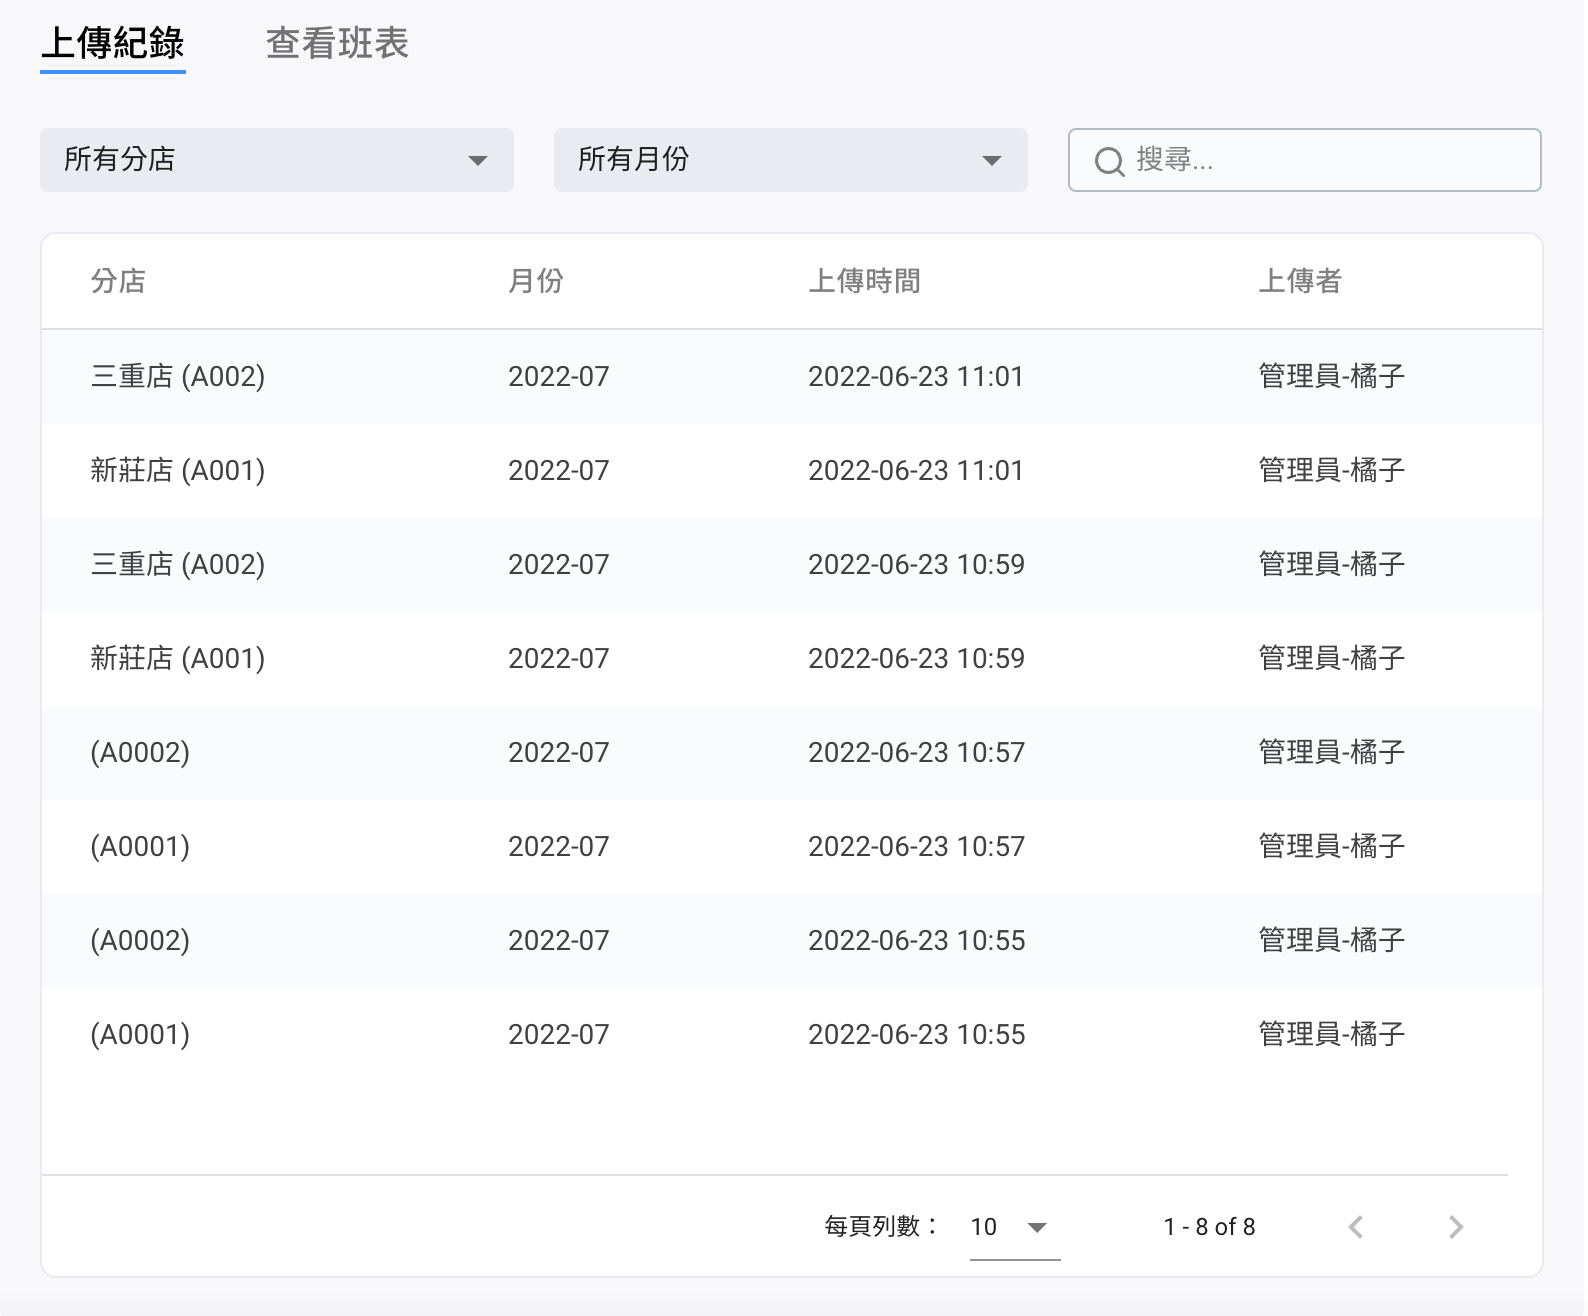 上傳紀錄 查看班表
所有分店 所有月份 搜尋...
分店 月份 上傳時間 上傳者
三重店 (A002) 2022-07 2022-06-23 11:01 管理員-橘子
新莊店 (A001) 2022-07 2022-06-23 11:01 管理員-橘子
三重店 (A002) 2022-07 2022-06-23 10:59 管理員-橘子
新莊店 (A001) 2022-07 2022-06-23 10:59 管理員-橘子
(A0002) 2022-07 2022-06-23 10:57 管理員-橘子
(A0001) 2022-07 2022-06-23 10:57 管理員-橘子
(A0002) 2022-07 2022-06-23 10:55 管理員-橘子
(A0001) 2022-07 2022-06-23 10:55 管理員-橘子
每頁列數： 10 1 - 8 of 8